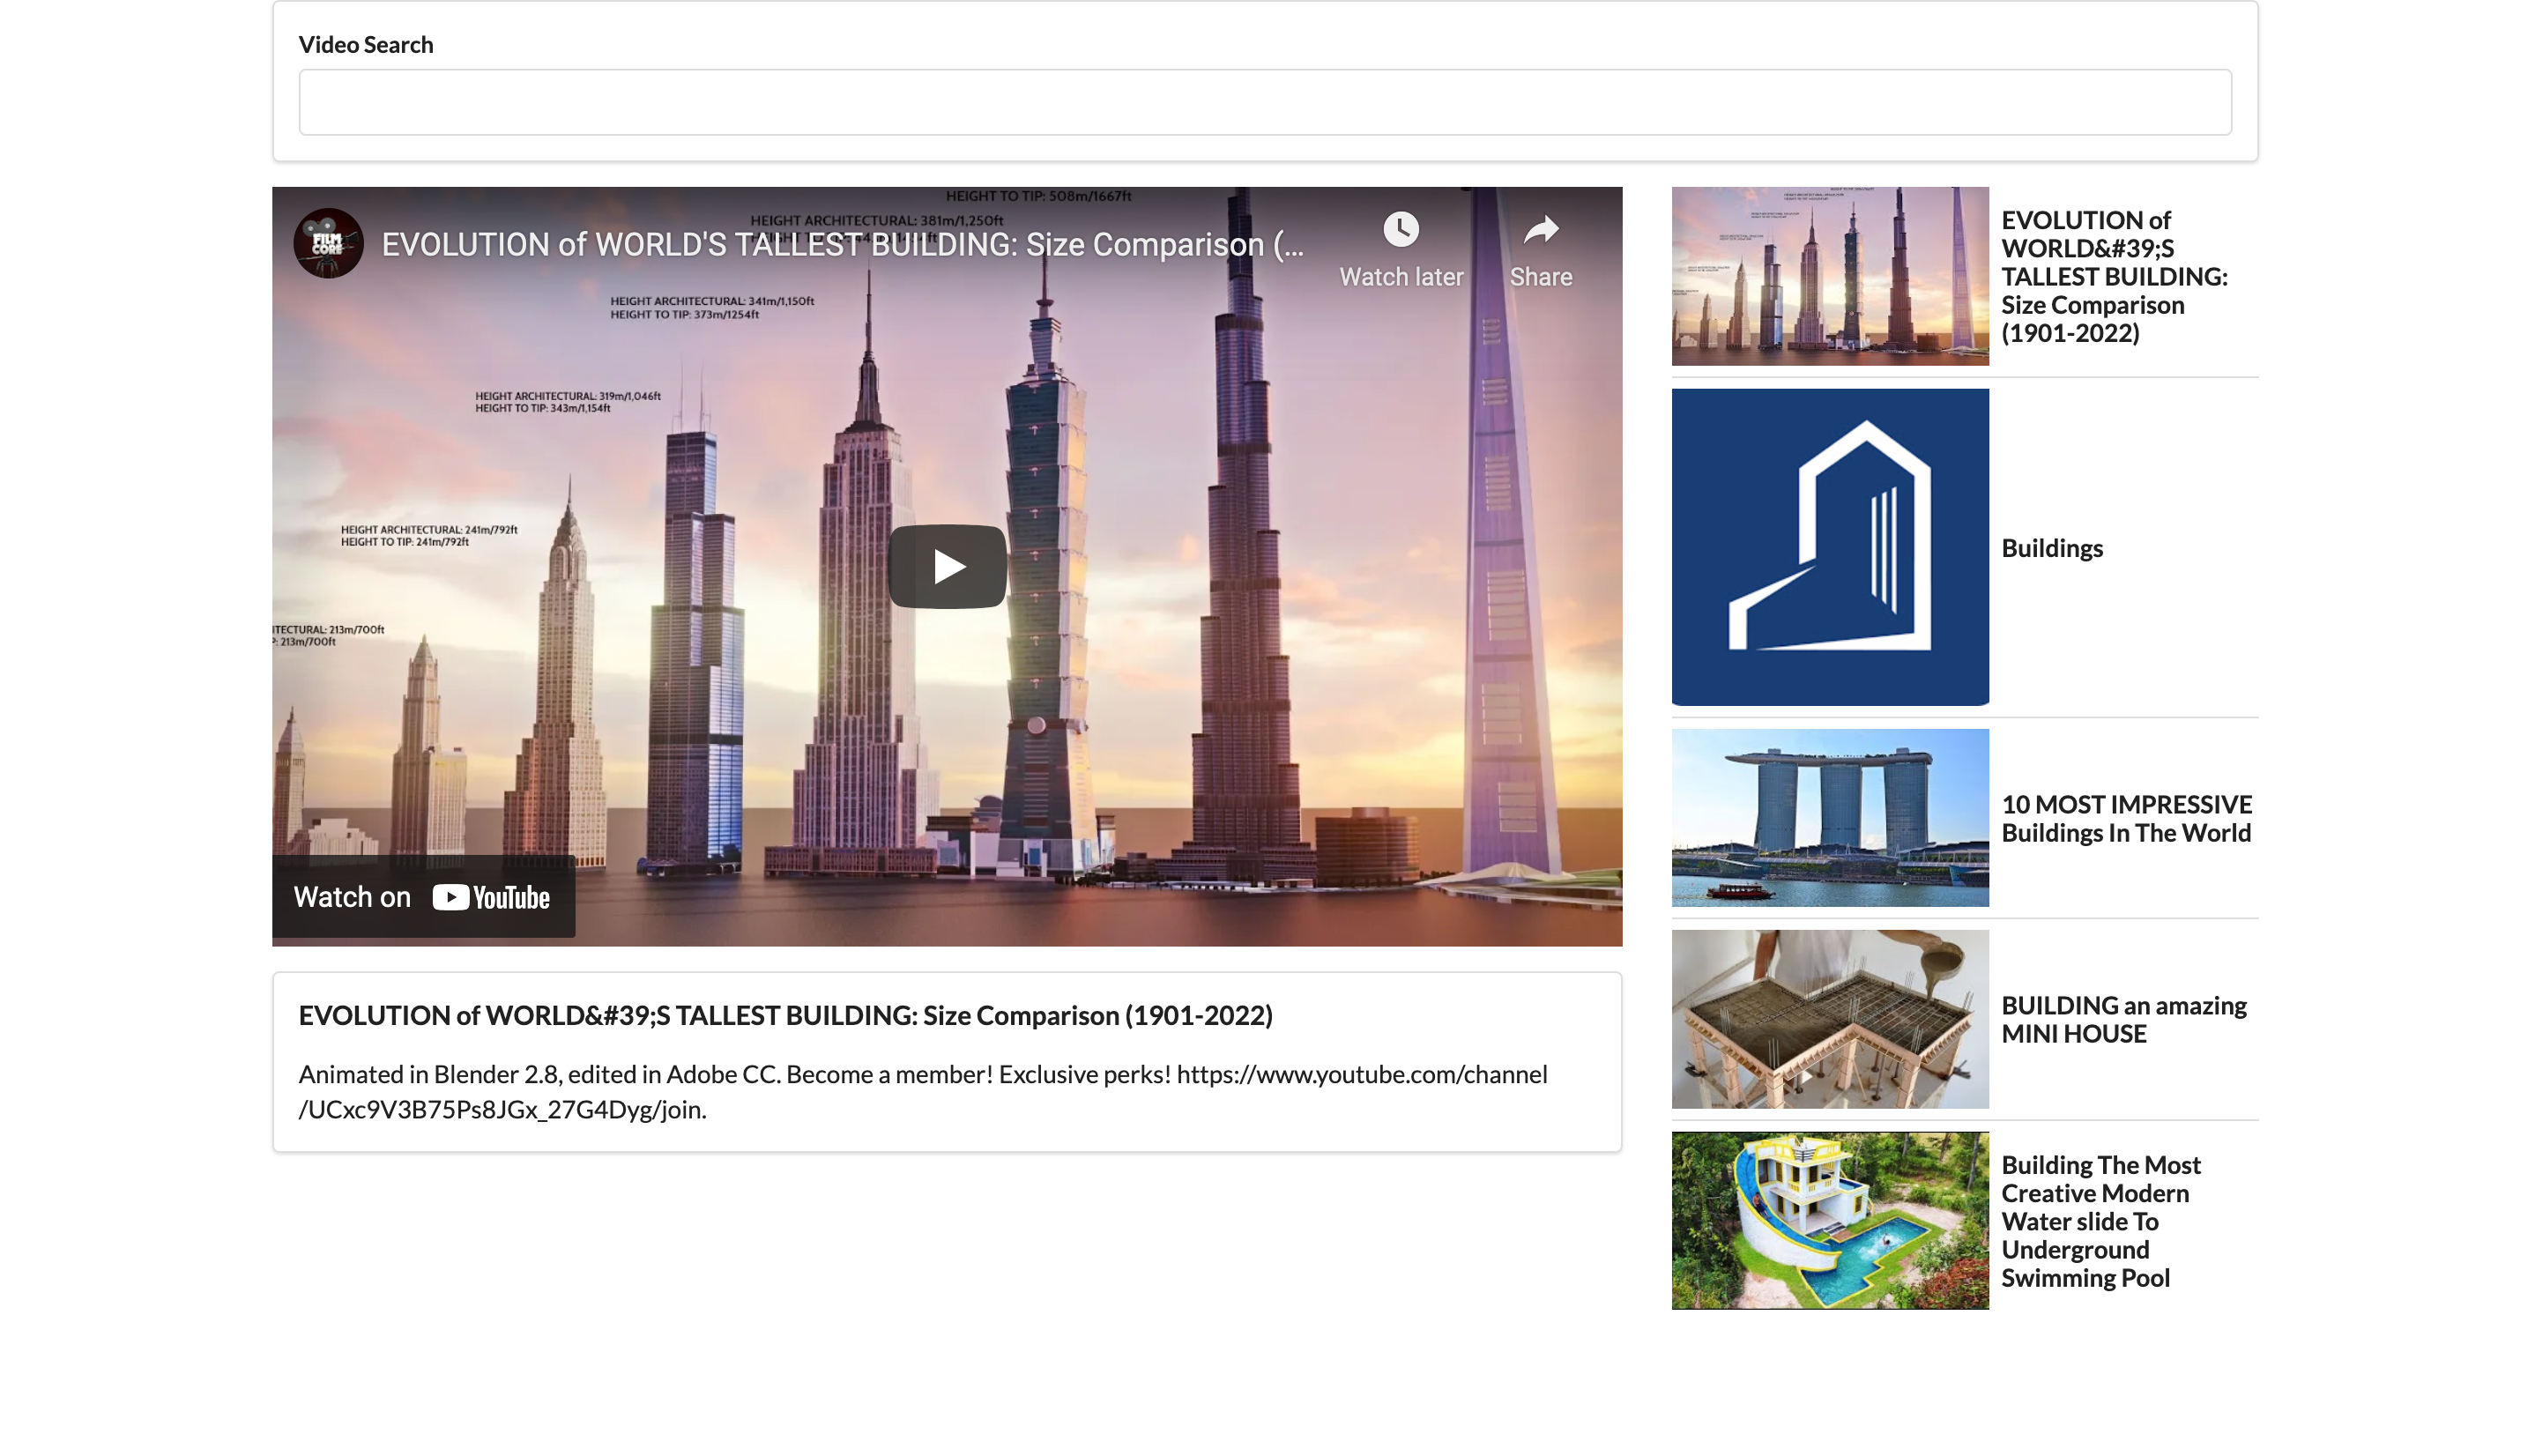 Video Search
HEIGHT TO TIP: 508m/1667ft
HEIGHT ARCHITECTURAL: 381m/1,250ft
EVOLUTION of WORLD'S TALLEST BUILDING: Size Comparison (...
Watch later
Share
HEIGHT ARCHITECTURAL: 341m/1,150ft
HEIGHT TO TIP: 373m/1254ft
HEIGHT ARCHITECTURAL: 319m/1,046ft
HEIGHT TO TIP: 343m/1,154ft
HEIGHT ARCHITECTURAL: 241m/792ft
HEIGHT TO TIP: 241m/792ft
ITECTURAL: 213m/700ft
P: 213m/700ft
FILM
CORE
Watch on YouTube
EVOLUTION of WORLD&#39;S TALLEST BUILDING: Size Comparison (1901-2022)
Animated in Blender 2.8, edited in Adobe CC. Become a member! Exclusive perks! https://www.youtube.com/channel
/UCxc9V3B75Ps8JGx_27G4Dyg/join.
EVOLUTION of
WORLD&#39;S
TALLEST BUILDING:
Size Comparison
(1901-2022)
Buildings
10 MOST IMPRESSIVE
Buildings In The World
BUILDING an amazing
MINI HOUSE
Building The Most
Creative Modern
Water slide To
Underground
Swimming Pool